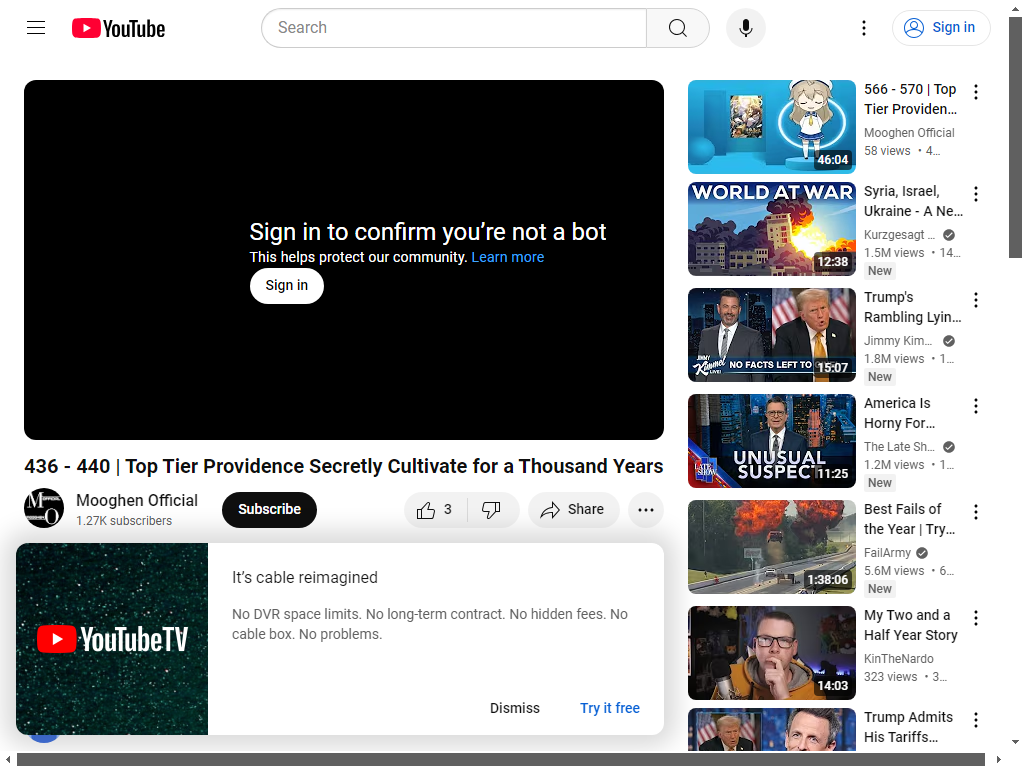 YouTube
Search
Sign in
Sign in to confirm you're not a bot
This helps protect our community. Learn more
Sign in
436 - 440 | Top Tier Providence Secretly Cultivate for a Thousand Years
Mooghen Official
1.27K subscribers
Subscribe
3
Share
YouTubeTV
It's cable reimagined
No DVR space limits. No long-term contract. No hidden fees. No
cable box. No problems.
Dismiss
Try it free
46:04
566 - 570 | Top
Tier Providen...
Mooghen Official
58 views • 4...
WORLD AT WAR
12:38
Syria, Israel,
Ukraine - A Ne...
Kurzgesagt ...
1.5M views • 14...
New
JIMMY
Kimmel
LIVE!
NO FACTS LEFT TO
15:07
Trump's
Rambling Lyin...
Jimmy Kim...
1.8M views • 1...
New
LATE SHOW
UNUSUAL
SUSPECT
11:25
America Is
Horny For...
The Late Sh...
1.2M views • 1...
New
1:38:06
Best Fails of
the Year | Try...
FailArmy
5.6M views • 6...
New
14:03
My Two and a
Half Year Story
KinTheNardo
323 views • 3...
Trump Admits
His Tariffs...